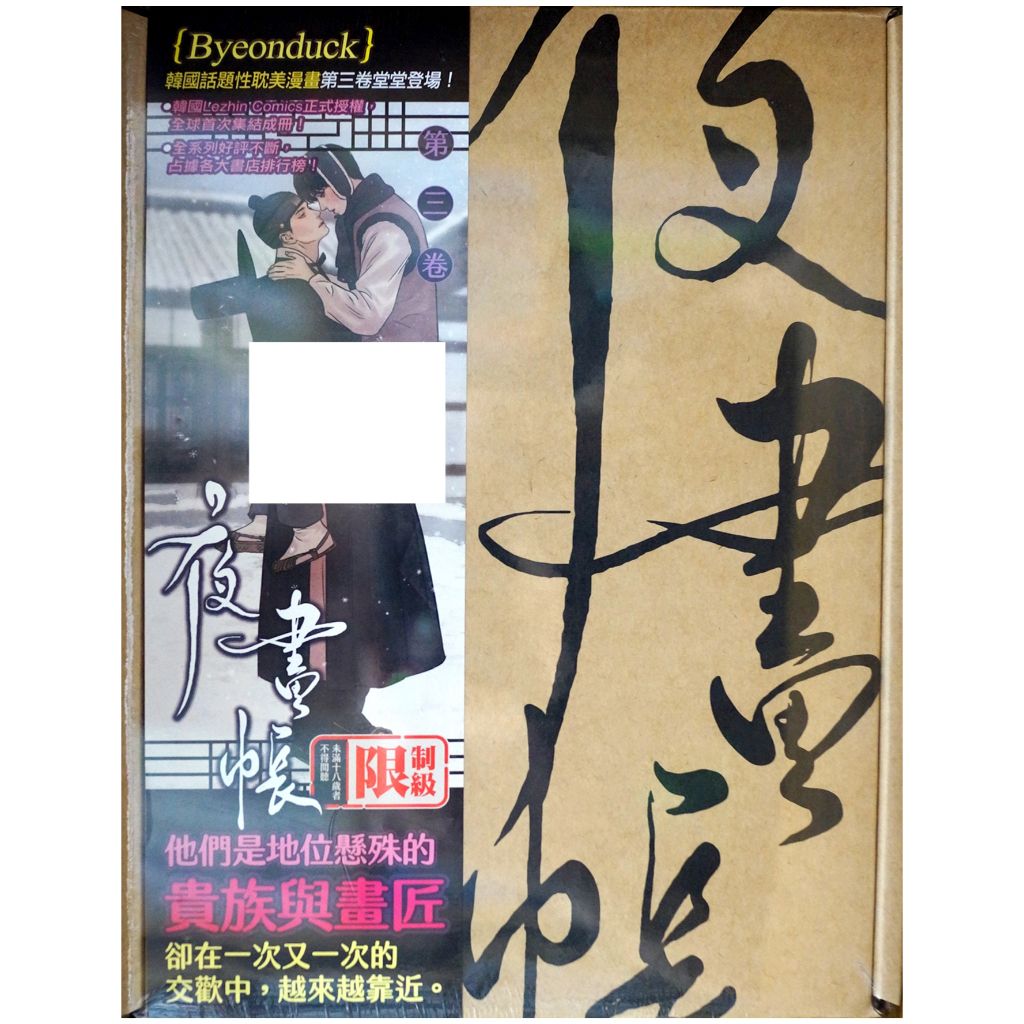 {Byeonduck}
韓國話題性耽美漫畫第三卷堂堂登場！
•韓國Lezhin Comics正式授權，
全球首次集結成冊！
•全系列好評不斷，
占據各大書店排行榜！
第三卷
夜畫帳
未滿十八歲者
不得閱聽
限制級
他們是地位懸殊的
貴族與畫匠
卻在一次又一次的
交歡中，越來越靠近。
夜畫帳